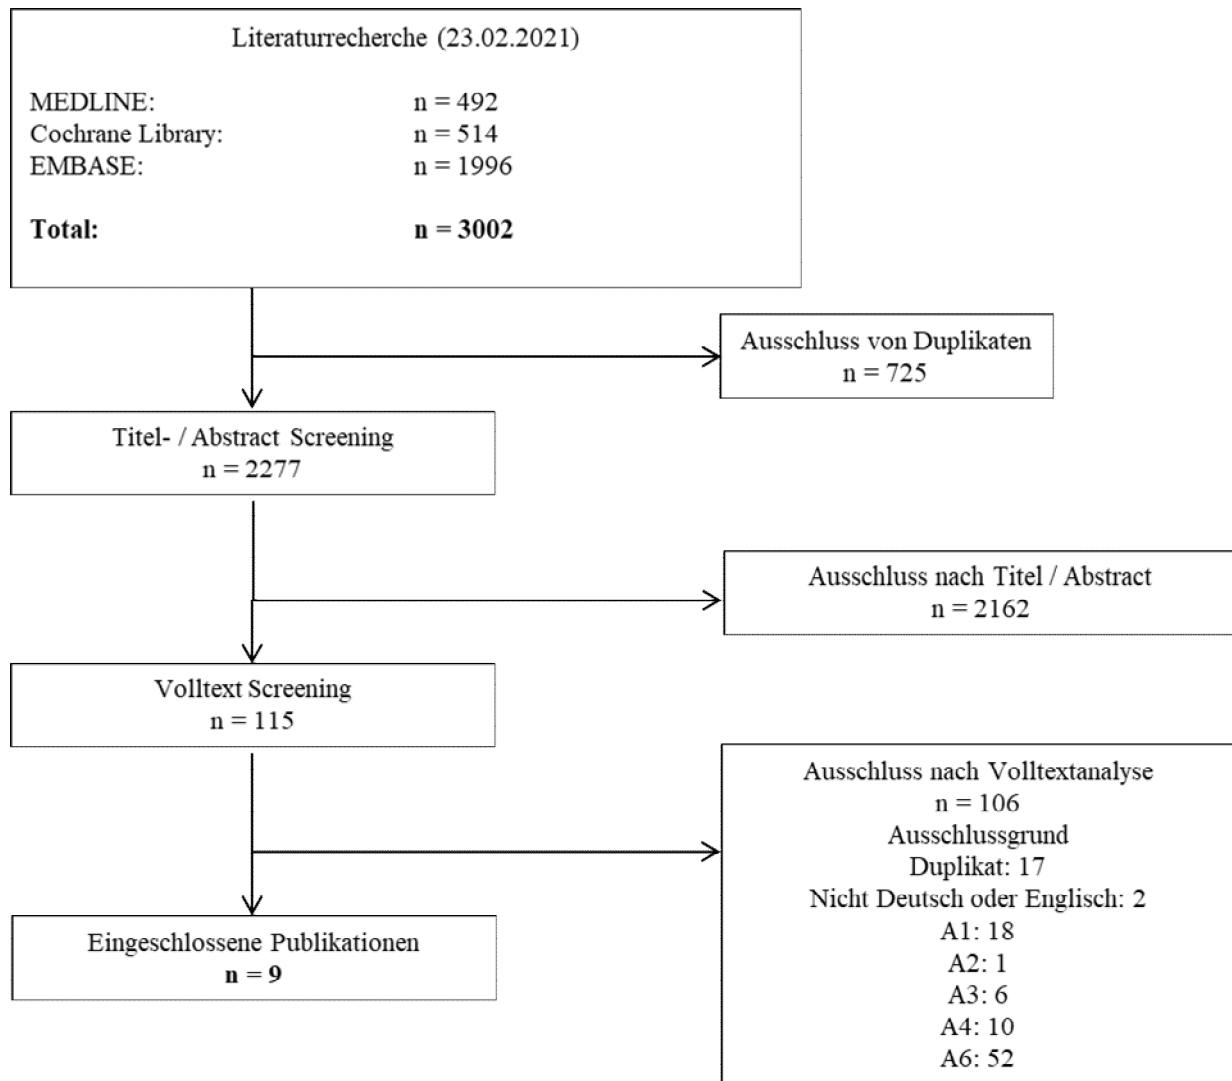 Literaturrecherche (23.02.2021)
MEDLINE: n = 492
Cochrane Library: n = 514
EMBASE: n = 1996
Total: n = 3002
Ausschluss von Duplikaten
n = 725
Titel- / Abstract Screening
n = 2277
Ausschluss nach Titel / Abstract
n = 2162
Volltext Screening
n = 115
Ausschluss nach Volltextanalyse
n = 106
Ausschlussgrund
Duplikat: 17
Nicht Deutsch oder Englisch: 2
A1: 18
A2: 1
A3: 6
A4: 10
A6: 52
Eingeschlossene Publikationen
n = 9